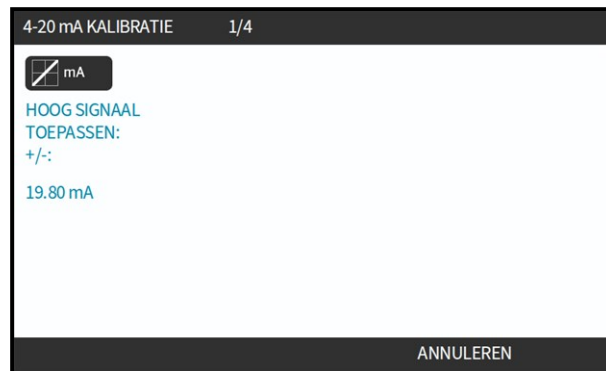 4-20 mA KALIBRATIE 1/4
mA
HOOG SIGNAAL
TOEPASSEN:
+/-:
19.80 mA
ANNULEREN